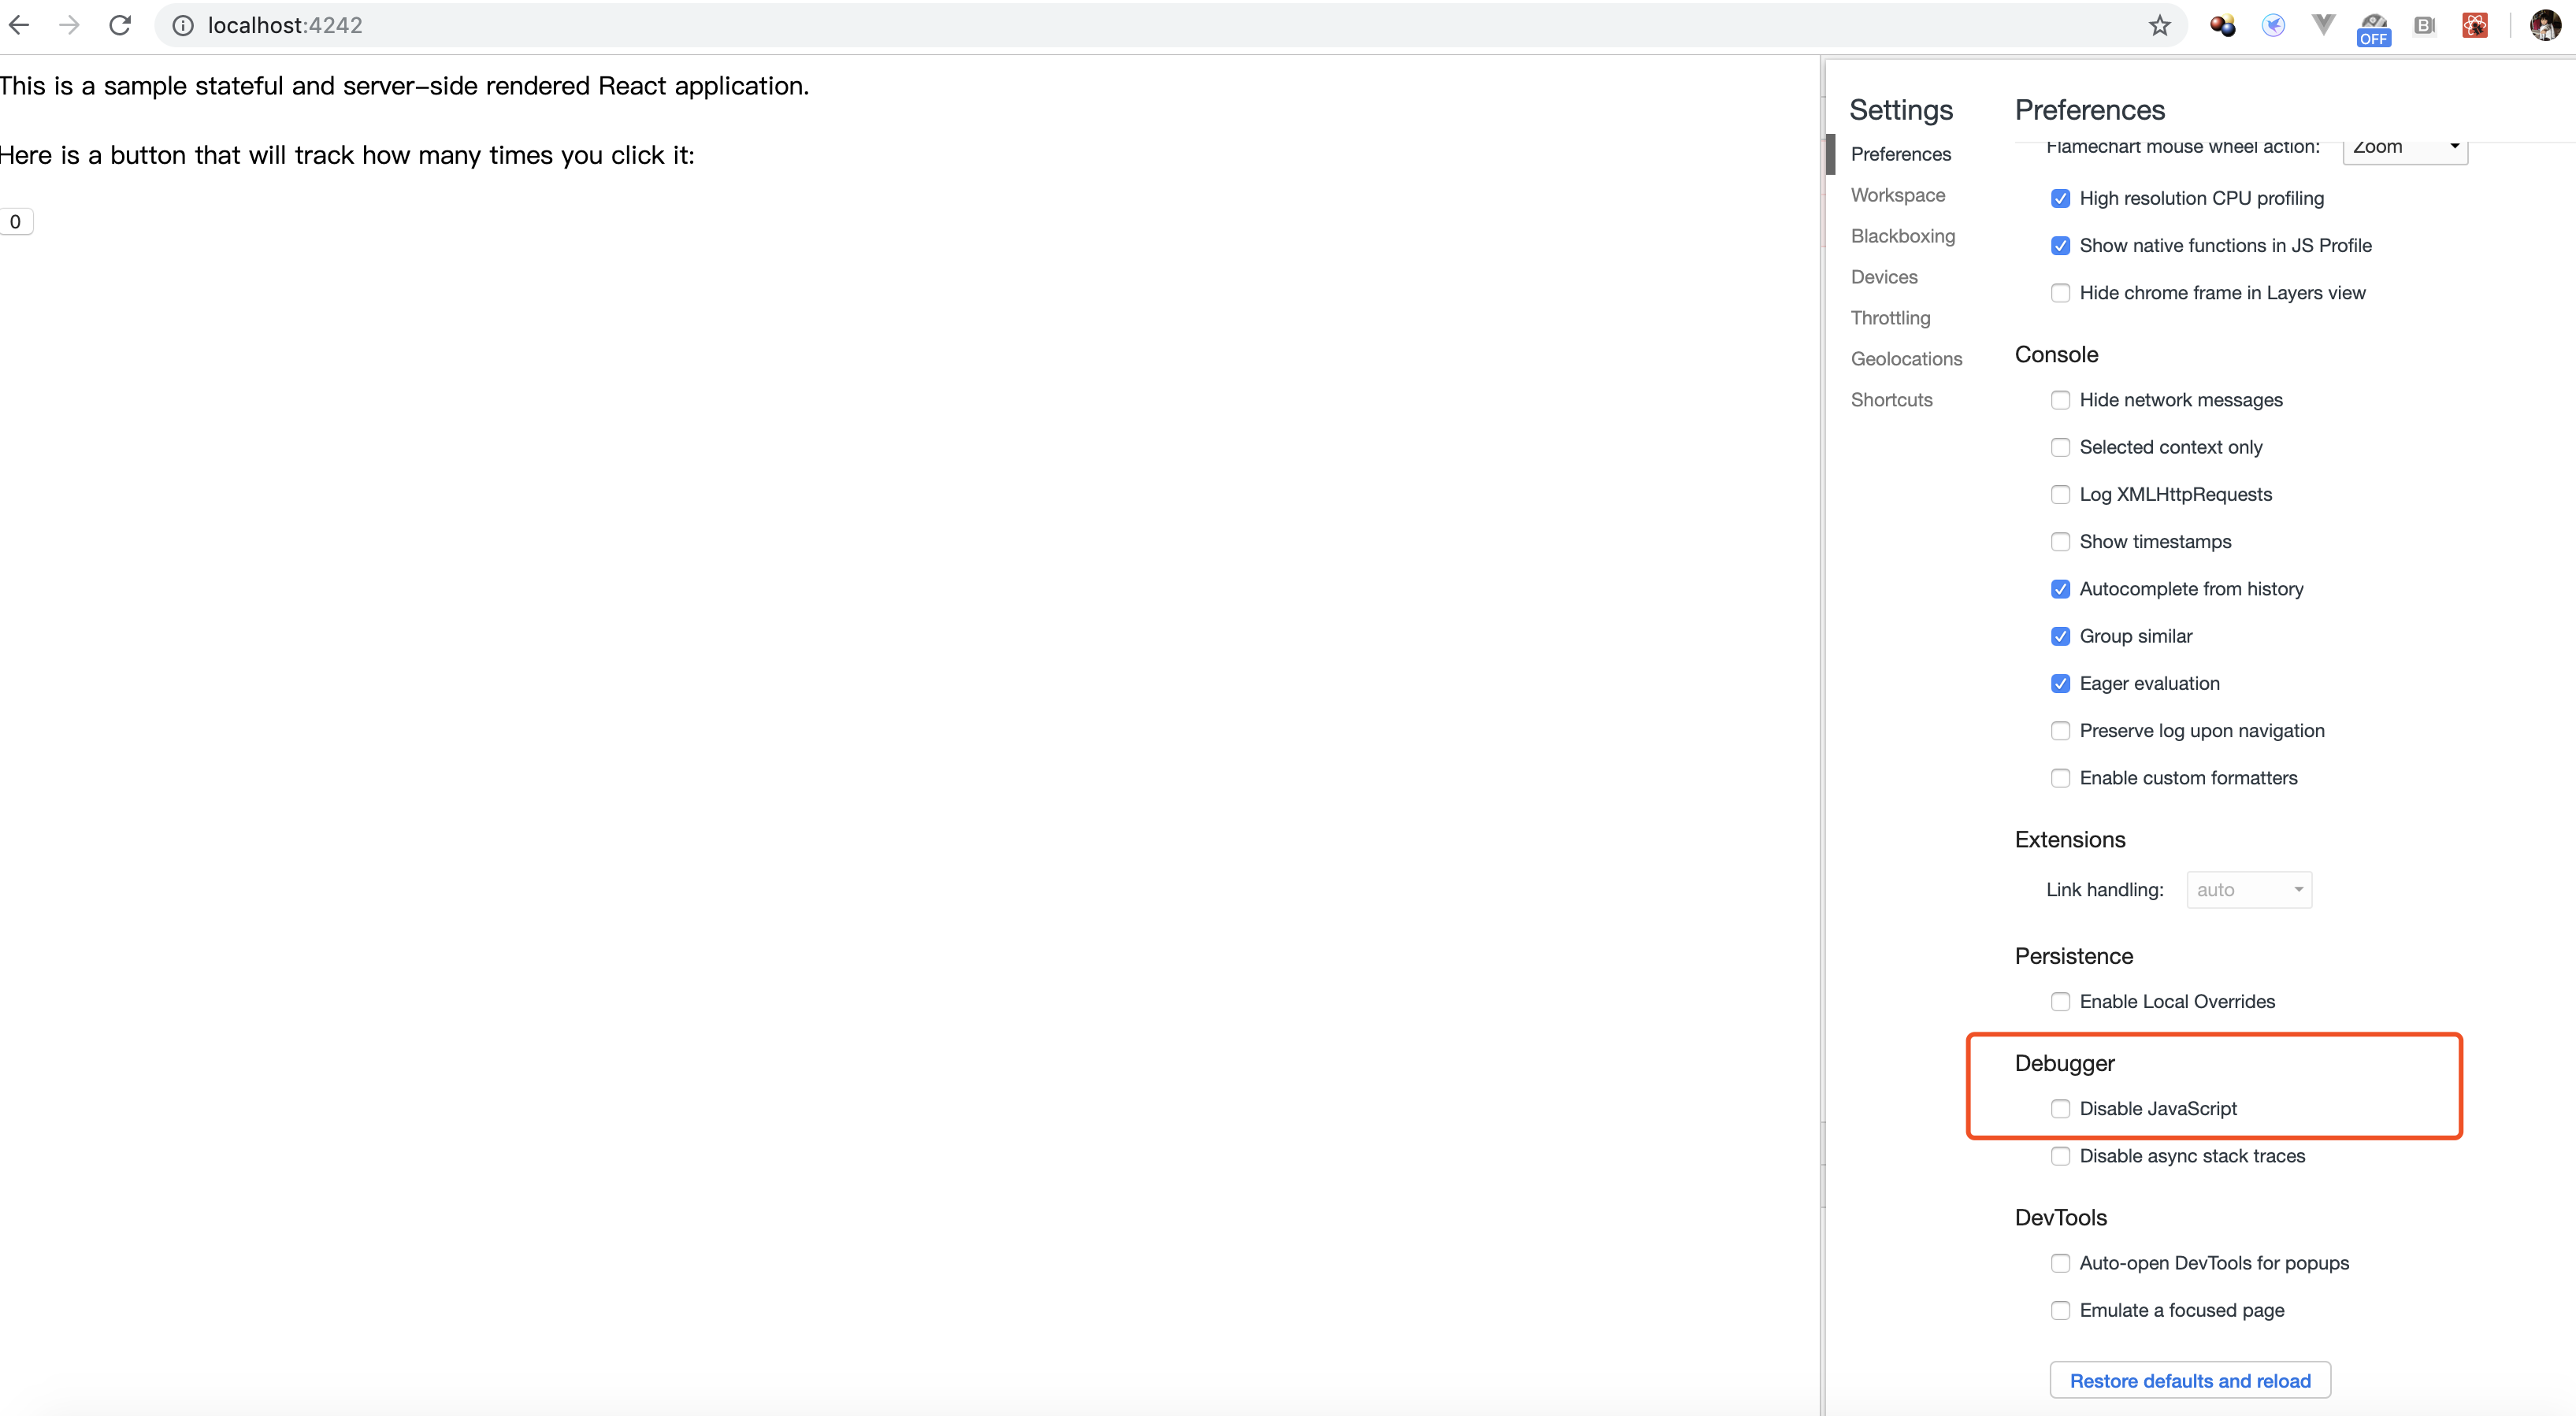 localhost:4242
OFF
B
This is a sample stateful and server-side rendered React application.
Here is a button that will track how many times you click it:
0
Settings
Preferences
Workspace
Blackboxing
Devices
Throttling
Geolocations
Shortcuts
Preferences
Flamechart mouse wheel action: Zoom
High resolution CPU profiling
Show native functions in JS Profile
Hide chrome frame in Layers view
Console
Hide network messages
Selected context only
Log XMLHttpRequests
Show timestamps
Autocomplete from history
Group similar
Eager evaluation
Preserve log upon navigation
Enable custom formatters
Extensions
Link handling: auto
Persistence
Enable Local Overrides
Debugger
Disable JavaScript
Disable async stack traces
DevTools
Auto-open DevTools for popups
Emulate a focused page
Restore defaults and reload